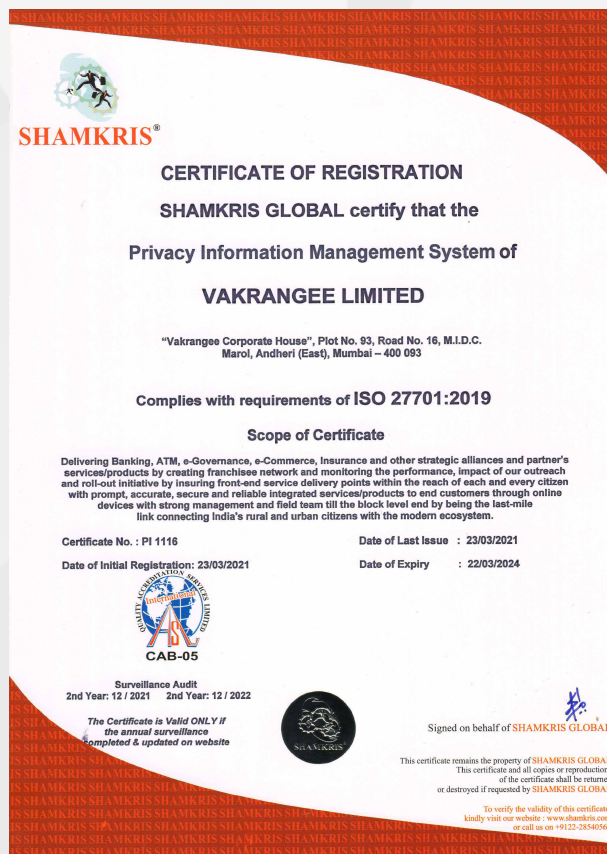 SHAMKRIS®
CERTIFICATE OF REGISTRATION
SHAMKRIS GLOBAL certify that the
Privacy Information Management System of
VAKRANGEE LIMITED
“Vakrangee Corporate House”, Plot No. 93, Road No. 16, M.I.D.C.
Marol, Andheri (East), Mumbai – 400 093
Complies with requirements of ISO 27701:2019
Scope of Certificate
Delivering Banking, ATM, e-Governance, e-Commerce, Insurance and other strategic alliances and partner's
services/products by creating franchisee network and monitoring the performance, impact of our outreach
and roll-out initiative by insuring front-end service delivery points within the reach of each and every citizen
with prompt, accurate, secure and reliable integrated services/products to end customers through online
devices with strong management and field team till the block level end by being the last-mile
link connecting India's rural and urban citizens with the modern ecosystem.
Certificate No. : PI 1116
Date of Last Issue : 23/03/2021
Date of Initial Registration: 23/03/2021
Date of Expiry : 22/03/2024
QUALITY ACCREDITATION SERVICES LIMITED
International
CAB-05
Surveillance Audit
2nd Year: 12 / 2021 2nd Year: 12 / 2022
The Certificate is Valid ONLY if
the annual surveillance
completed & updated on website
SHAMKRIS
Signed on behalf of SHAMKRIS GLOBAL
This certificate remains the property of SHAMKRIS GLOBA
This certificate and all copies or reproduction
of the certificate shall be returne
or destroyed if requested by SHAMKRIS GLOBA
To verify the validity of this certificate
kindly visit our website : www.shamkris.co
or call us on +9122-2854056